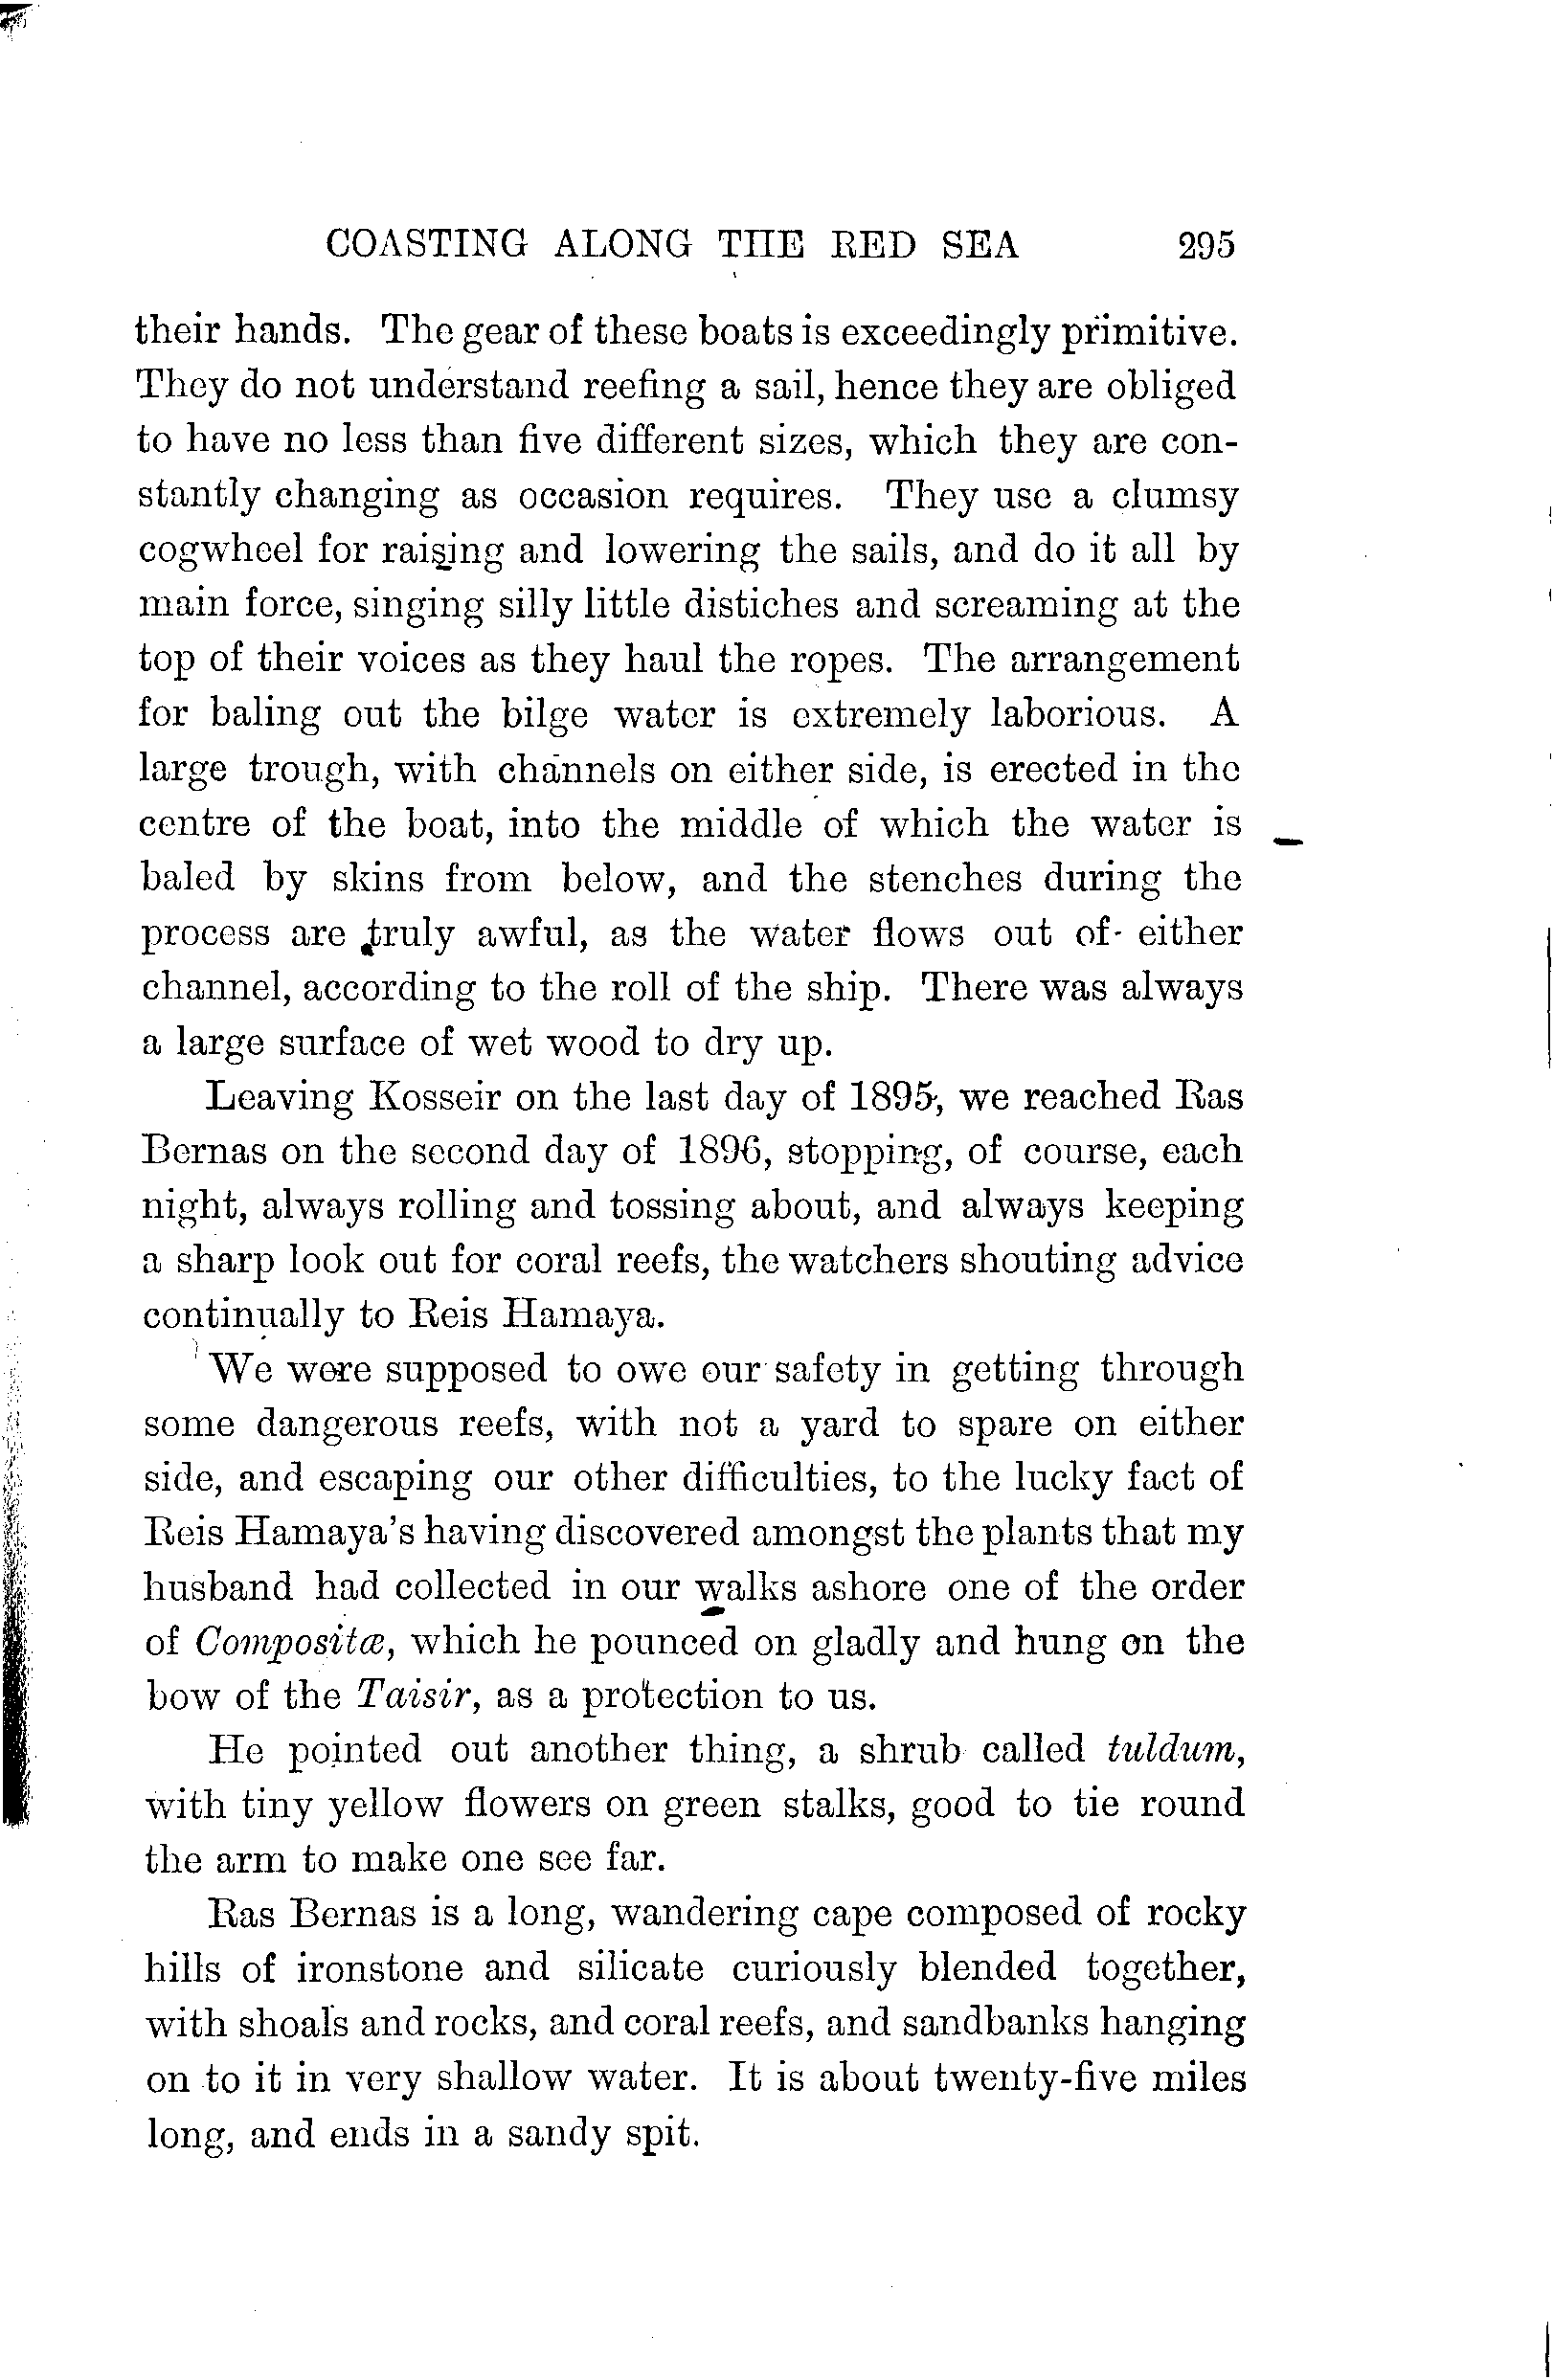 COASTING ALONG THE RED SEA 295
their hands. The gear of these boats is exceedingly primitive.
They do not understand reefing a sail, hence they are obliged
to have no less than five different sizes, which they are con-
stantly changing as occasion requires. They use a clumsy
cogwheel for raising and lowering the sails, and do it all by
main force, singing silly little distiches and screaming at the
top of their voices as they haul the ropes. The arrangement
for baling out the bilge water is extremely laborious. A
large trough, with channels on either side, is erected in the
centre of the boat, into the middle of which the water is
baled by skins from below, and the stenches during the
process are truly awful, as the water flows out of either
channel, according to the roll of the ship. There was always
a large surface of wet wood to dry up.
Leaving Kosseir on the last day of 1895, we reached Ras
Bernas on the second day of 1896, stopping, of course, each
night, always rolling and tossing about, and always keeping
a sharp look out for coral reefs, the watchers shouting advice
continually to Reis Hamaya.
We were supposed to owe our safety in getting through
some dangerous reefs, with not a yard to spare on either
side, and escaping our other difficulties, to the lucky fact of
Reis Hamaya's having discovered amongst the plants that my
husband had collected in our walks ashore one of the order
of Compositæ, which he pounced on gladly and hung on the
bow of the Taisir, as a protection to us.
He pointed out another thing, a shrub called tuldum,
with tiny yellow flowers on green stalks, good to tie round
the arm to make one see far.
Ras Bernas is a long, wandering cape composed of rocky
hills of ironstone and silicate curiously blended together,
with shoals and rocks, and coral reefs, and sandbanks hanging
on to it in very shallow water. It is about twenty-five miles
long, and ends in a sandy spit.